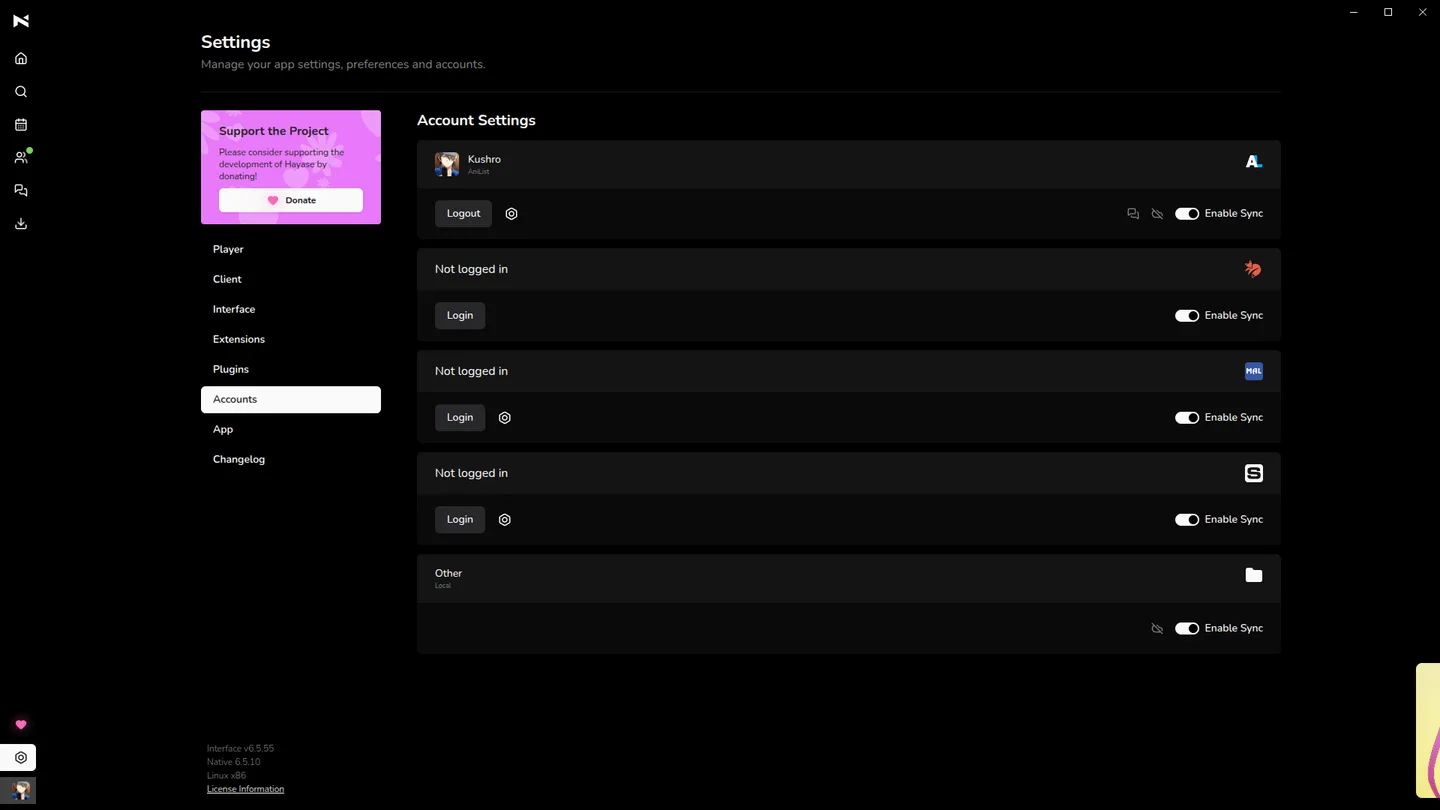 Settings
Manage your app settings, preferences and accounts.
Support the Project
Please consider supporting the
development of Hayase by
donating!
Donate
Player
Client
Interface
Extensions
Plugins
Accounts
App
Changelog
Account Settings
Kushro
AniList
Logout
Enable Sync
Not logged in
Login
Enable Sync
Not logged in
MAL
Login
Enable Sync
Not logged in
S
Login
Enable Sync
Other
Local
Enable Sync
Interface v6.5.55
Native 6.5.10
Linux x86
License Information